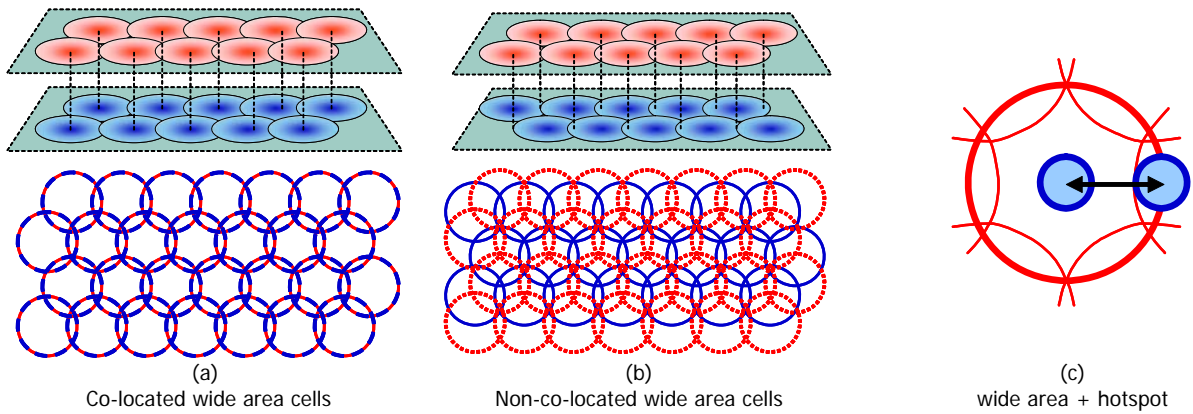 (a)
Co-located wide area cells
(b)
Non-co-located wide area cells
(c)
wide area + hotspot